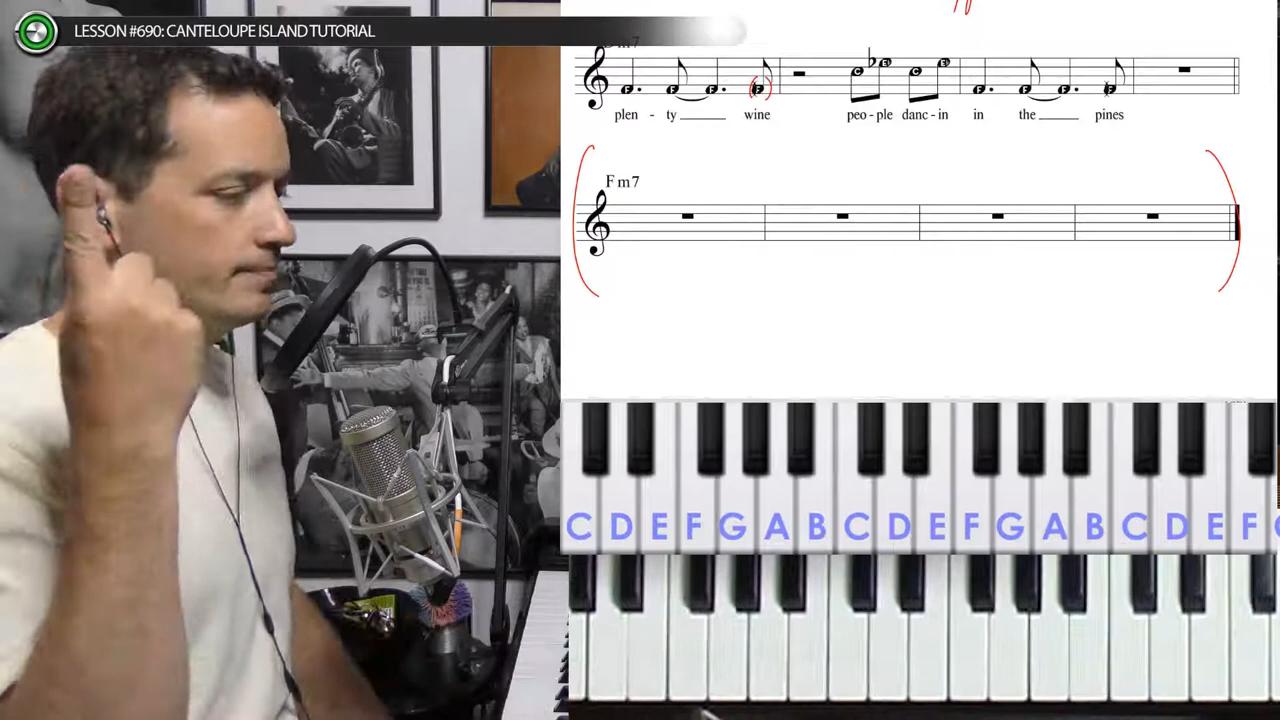 LESSON #690: CANTELOUPE ISLAND TUTORIAL
plen - ty wine peo - ple danc - in in the pines
F m7
C D E F G A B C D E F G A B C D E F